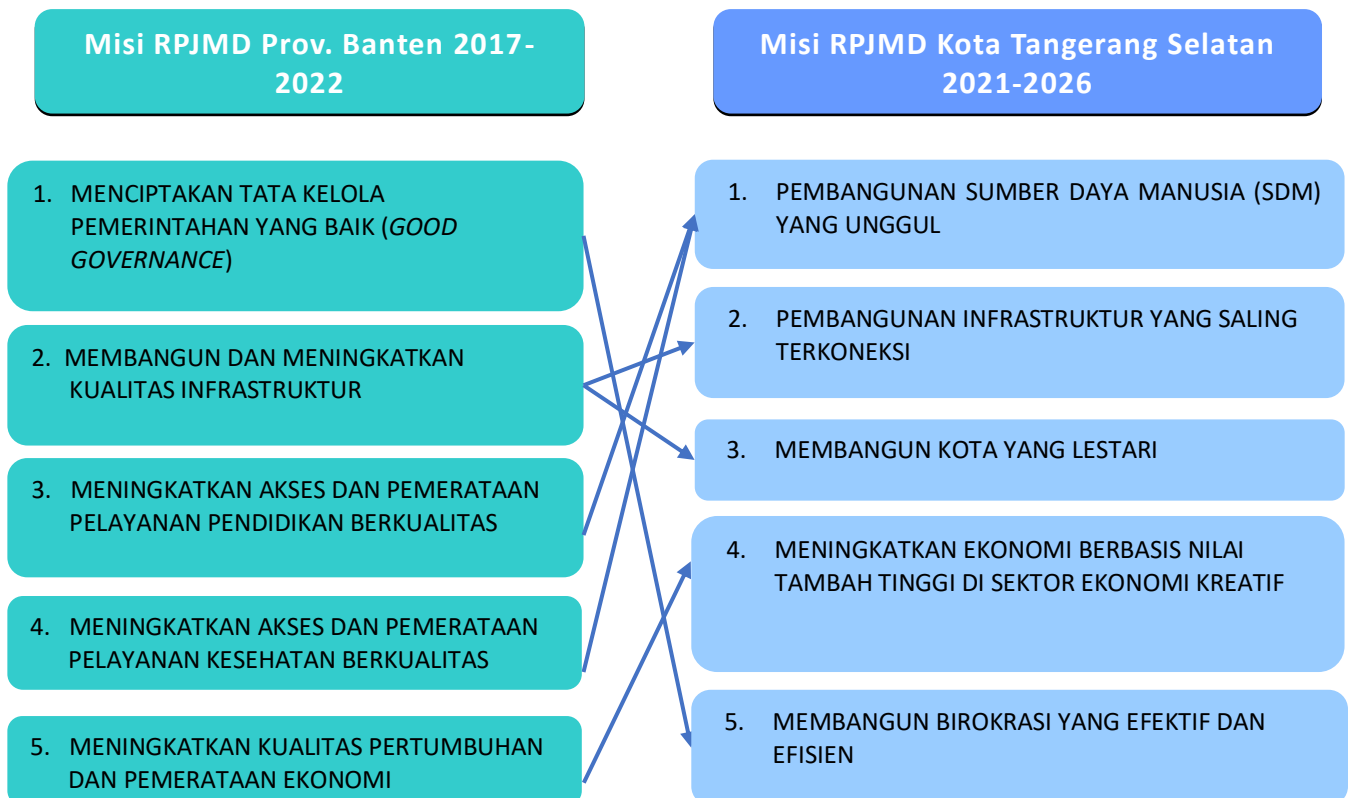 Misi RPJMD Prov. Banten 2017-
2022
Misi RPJMD Kota Tangerang Selatan
2021-2026
1. MENCIPTAKAN TATA KELOLA
PEMERINTAHAN YANG BAIK (GOOD
GOVERNANCE)
2. MEMBANGUN DAN MENINGKATKAN
KUALITAS INFRASTRUKTUR
3. MENINGKATKAN AKSES DAN PEMERATAAN
PELAYANAN PENDIDIKAN BERKUALITAS
4. MENINGKATKAN AKSES DAN PEMERATAAN
PELAYANAN KESEHATAN BERKUALITAS
5. MENINGKATKAN KUALITAS PERTUMBUHAN
DAN PEMERATAAN EKONOMI
1. PEMBANGUNAN SUMBER DAYA MANUSIA (SDM)
YANG UNGGUL
2. PEMBANGUNAN INFRASTRUKTUR YANG SALING
TERKONEKSI
3. MEMBANGUN KOTA YANG LESTARI
4. MENINGKATKAN EKONOMI BERBASIS NILAI
TAMBAH TINGGI DI SEKTOR EKONOMI KREATIF
5. MEMBANGUN BIROKRASI YANG EFEKTIF DAN
EFISIEN